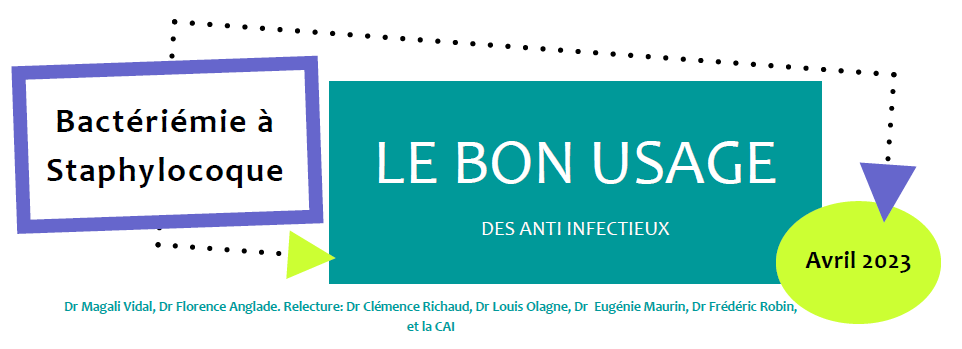 Bactériémie à
Staphylocoque
LE BON USAGE
DES ANTI INFECTIEUX
Avril 2023
Dr Magali Vidal, Dr Florence Anglade. Relecture: Dr Clémence Richaud, Dr Louis Olagne, Dr Eugénie Maurin, Dr Frédéric Robin,
et la CAI